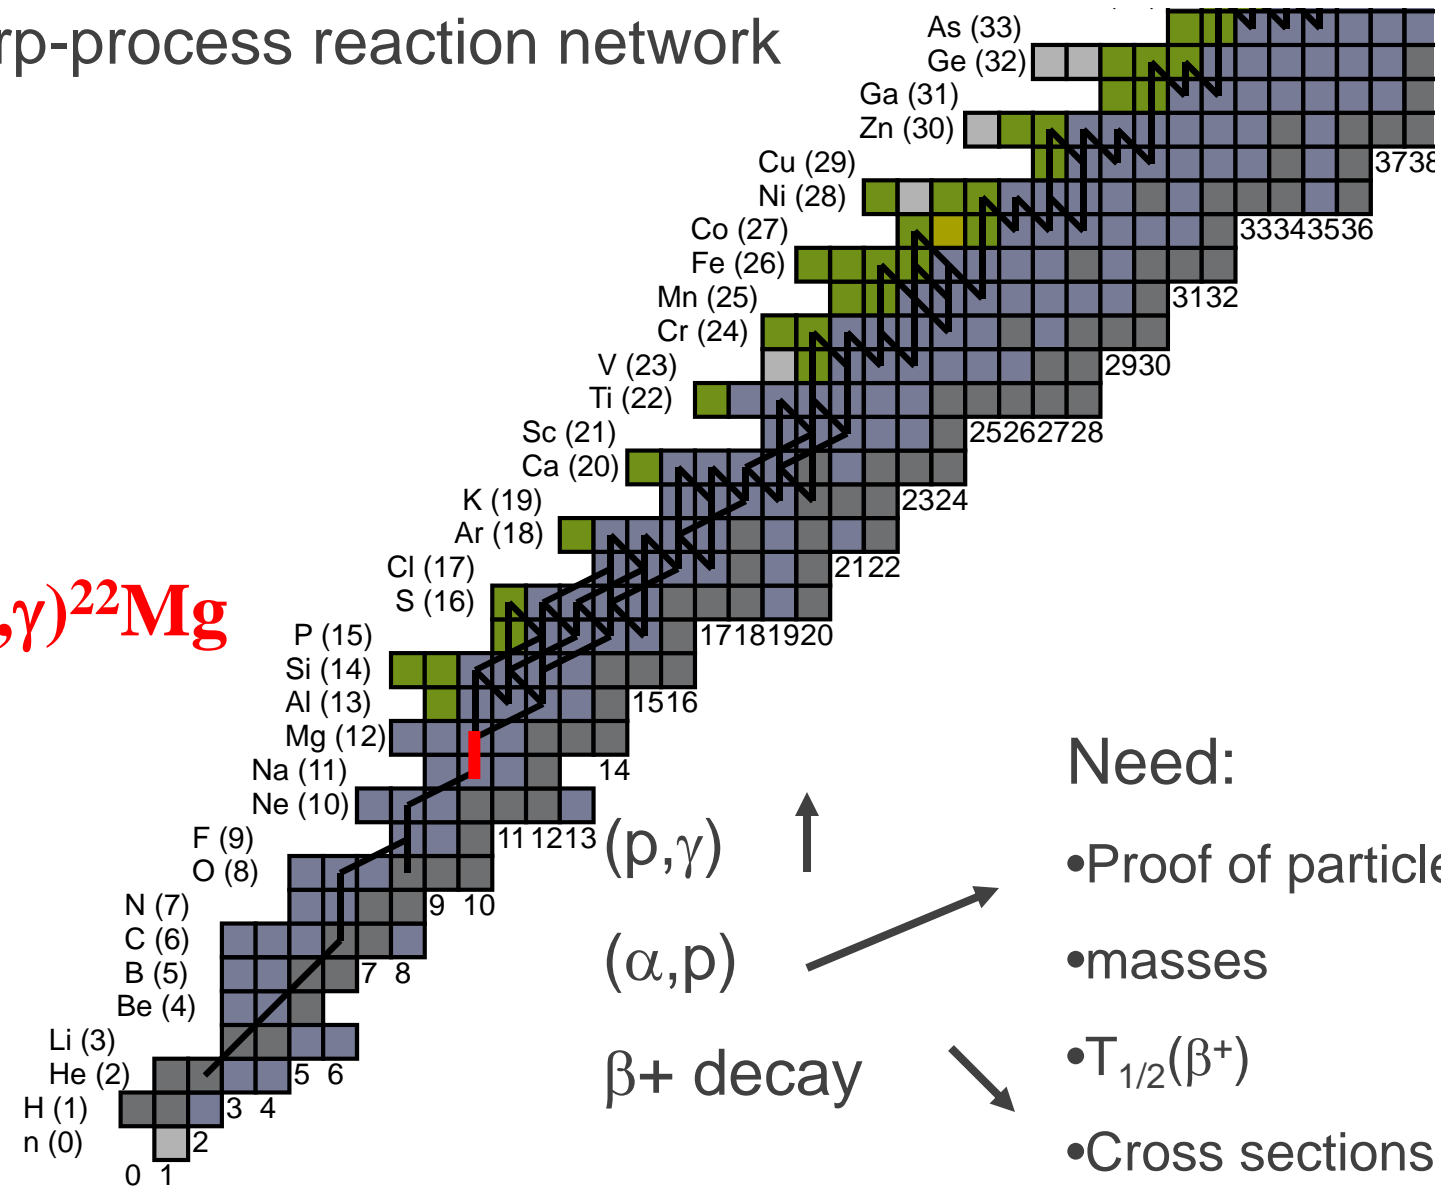 rp-process reaction network
As (33)
Ge (32)
Ga (31)
Zn (30)
Cu (29)
3738
Ni (28)
Co (27)
33343536
Fe (26)
Mn (25)
3132
Cr (24)
V (23)
2930
Ti (22)
Sc (21)
25262728
Ca (20)
K (19)
2324
Ar (18)
Cl (17)
2122
S (16)
,γ)²²Mg
P (15)
17181920
Si (14)
Al (13)
1516
Mg (12)
Na (11)
14
Ne (10)
F (9)
111213
O (8)
N (7)
9 10
C (6)
B (5)
7 8
Be (4)
Li (3)
He (2)
5 6
H (1)
3 4
n (0)
2
0 1
(p,γ)
(α,p)
β+ decay
Need:
•Proof of particle
•masses
•T1/2(β⁺)
•Cross sections